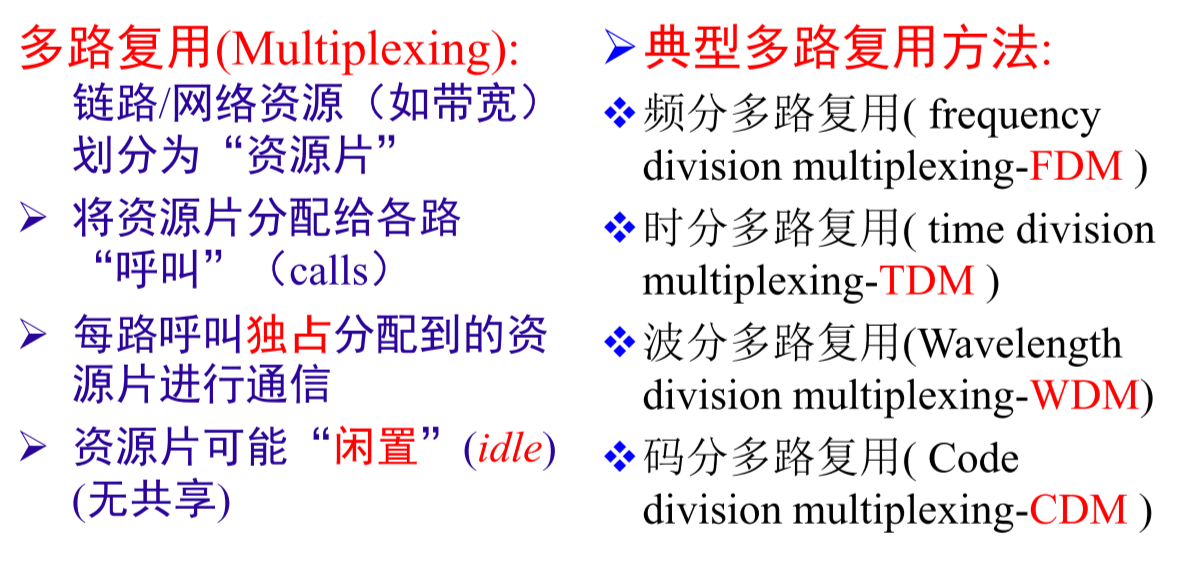 多路复用(Multiplexing):
链路/网络资源（如带宽）
划分为“资源片”
➢ 将资源片分配给各路
“呼叫”（calls）
➢ 每路呼叫独占分配到的资
源片进行通信
➢ 资源片可能“闲置”(idle)
(无共享)
➢典型多路复用方法:
❖频分多路复用( frequency
division multiplexing-FDM )
❖时分多路复用( time division
multiplexing-TDM )
❖波分多路复用(Wavelength
division multiplexing-WDM)
❖码分多路复用( Code
division multiplexing-CDM )